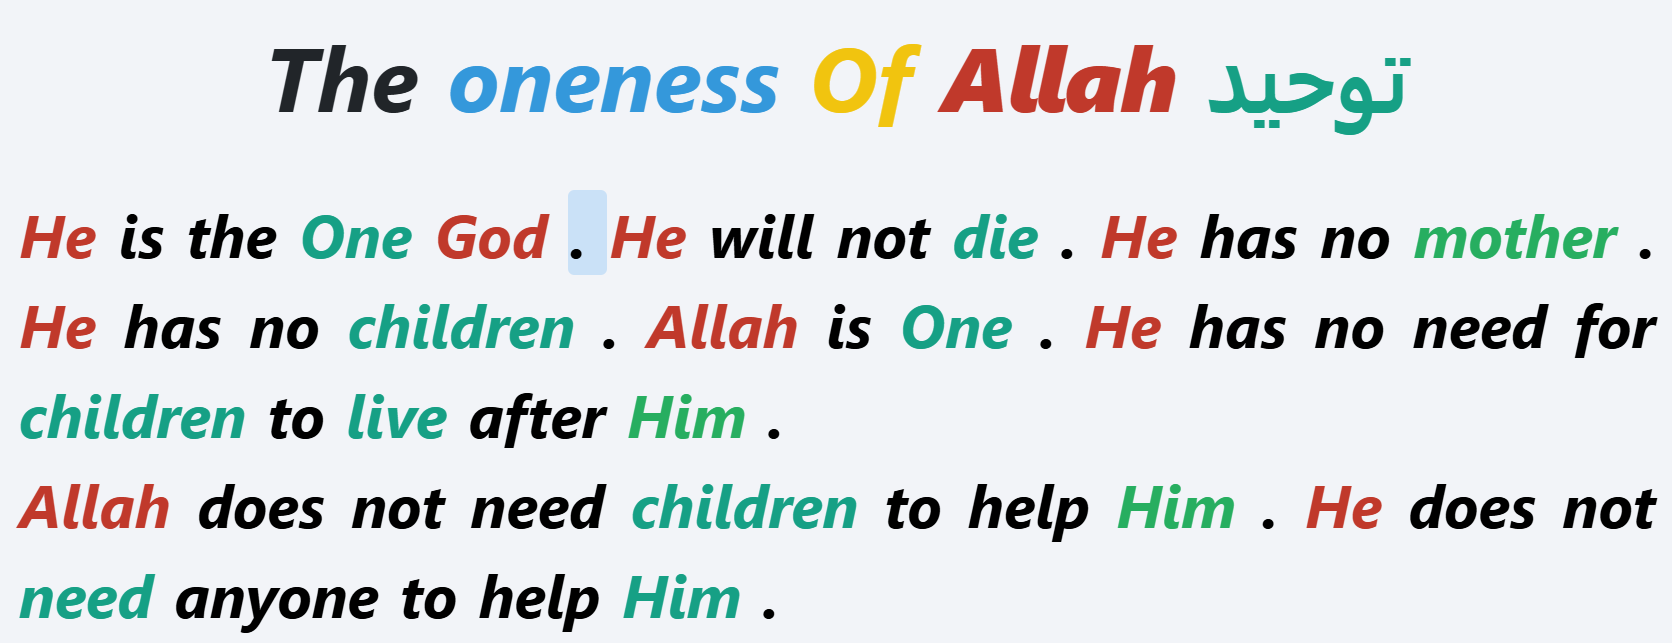 The oneness Of Allah توحيد
He is the One God . He will not die . He has no mother .
He has no children . Allah is One . He has no need for
children to live after Him .
Allah does not need children to help Him . He does not
need anyone to help Him .